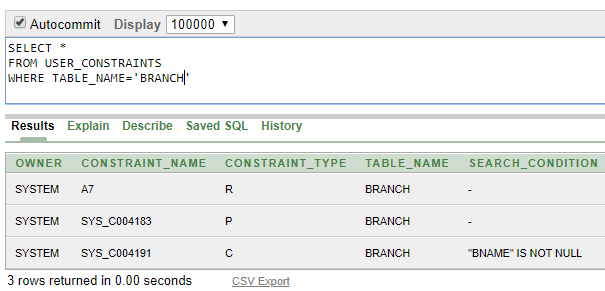 Autocommit Display 100000
SELECT *
FROM USER_CONSTRAINTS
WHERE TABLE_NAME='BRANCH'
Results Explain Describe Saved SQL History
OWNER CONSTRAINT_NAME CONSTRAINT_TYPE TABLE_NAME SEARCH_CONDITION
SYSTEM A7 R BRANCH -
SYSTEM SYS_C004183 P BRANCH -
SYSTEM SYS_C004191 C BRANCH "BNAME" IS NOT NULL
3 rows returned in 0.00 seconds CSV Export